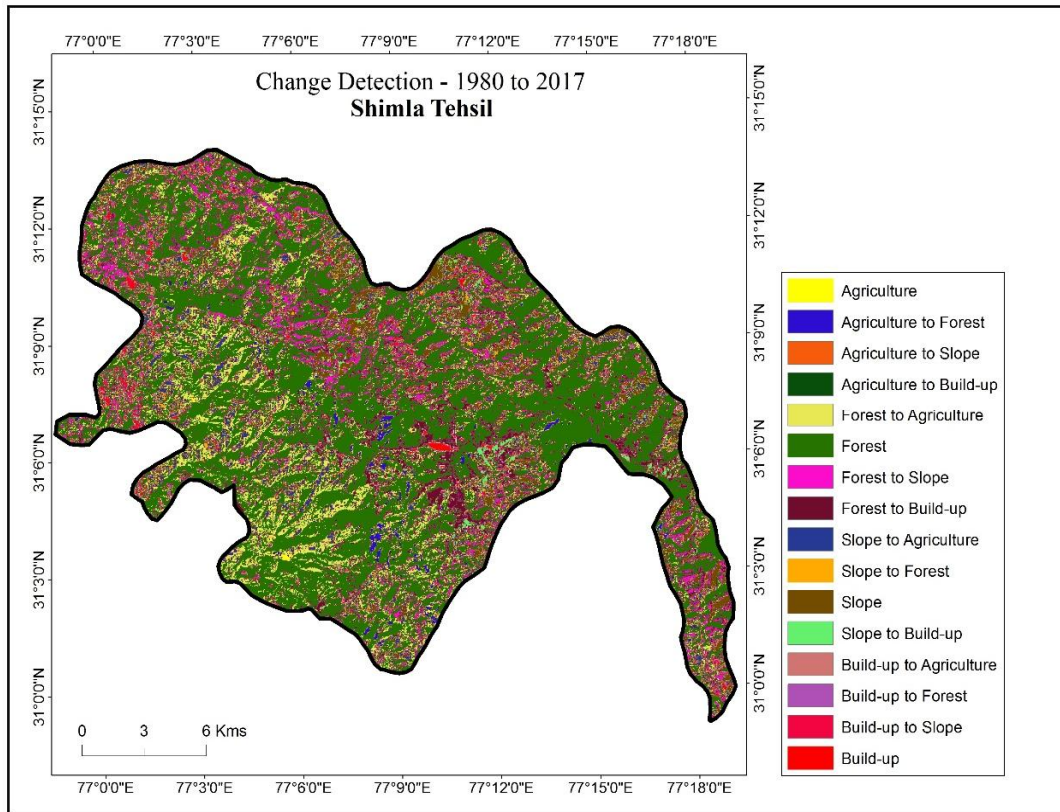 77°0'0"E 77°3'0"E 77°6'0"E 77°9'0"E 77°12'0"E 77°15'0"E 77°18'0"E
Change Detection - 1980 to 2017
Shimla Tehsil
31°15'0"N 31°15'0"N
31°12'0"N 31°12'0"N
31°9'0"N 31°9'0"N
31°6'0"N 31°6'0"N
31°3'0"N 31°3'0"N
31°0'0"N 31°0'0"N
0 3 6 Kms
77°0'0"E 77°3'0"E 77°6'0"E 77°9'0"E 77°12'0"E 77°15'0"E 77°18'0"E
Agriculture
Agriculture to Forest
Agriculture to Slope
Agriculture to Build-up
Forest to Agriculture
Forest
Forest to Slope
Forest to Build-up
Slope to Agriculture
Slope to Forest
Slope
Slope to Build-up
Build-up to Agriculture
Build-up to Forest
Build-up to Slope
Build-up